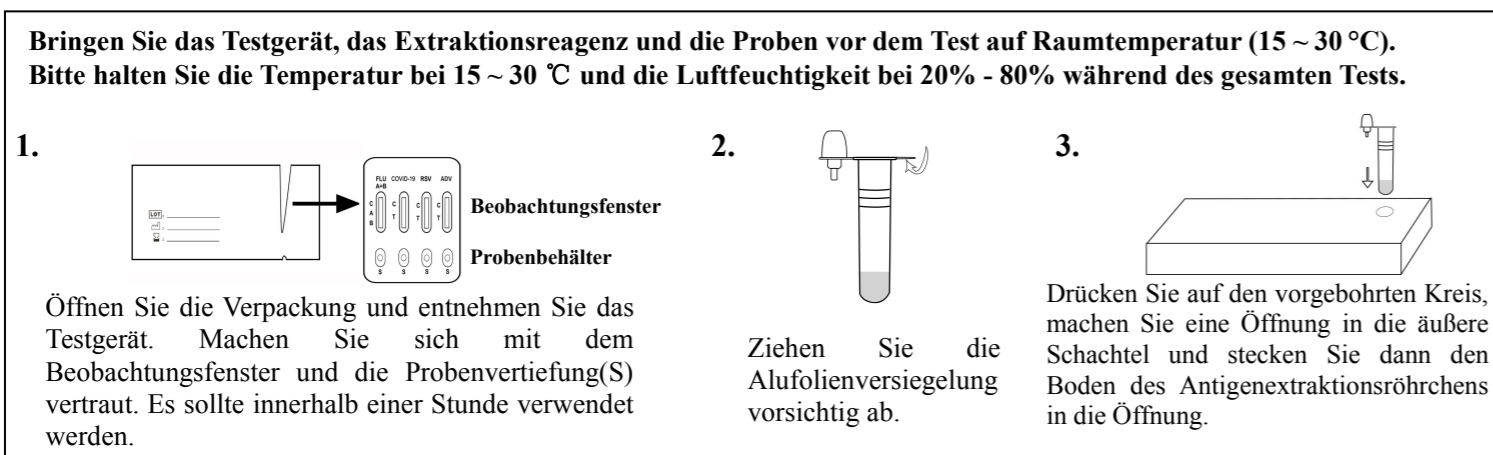 Bringen Sie das Testgerät, das Extraktionsreagenz und die Proben vor dem Test auf Raumtemperatur (15 ~ 30 °C).
Bitte halten Sie die Temperatur bei 15 ~ 30 ℃ und die Luftfeuchtigkeit bei 20% - 80% während des gesamten Tests.
1.
LOT:
FLU A+B COVID-19 RSV ADV
C A B C T C T C T
S S S S
Beobachtungsfenster
Probenbehälter
Öffnen Sie die Verpackung und entnehmen Sie das
Testgerät. Machen Sie sich mit dem
Beobachtungsfenster und die Probenvertiefung(S)
vertraut. Es sollte innerhalb einer Stunde verwendet
werden.
2.
Ziehen Sie die
Alufolienversiegelung
vorsichtig ab.
3.
Drücken Sie auf den vorgebohrten Kreis,
machen Sie eine Öffnung in die äußere
Schachtel und stecken Sie dann den
Boden des Antigenextraktionsröhrchens
in die Öffnung.